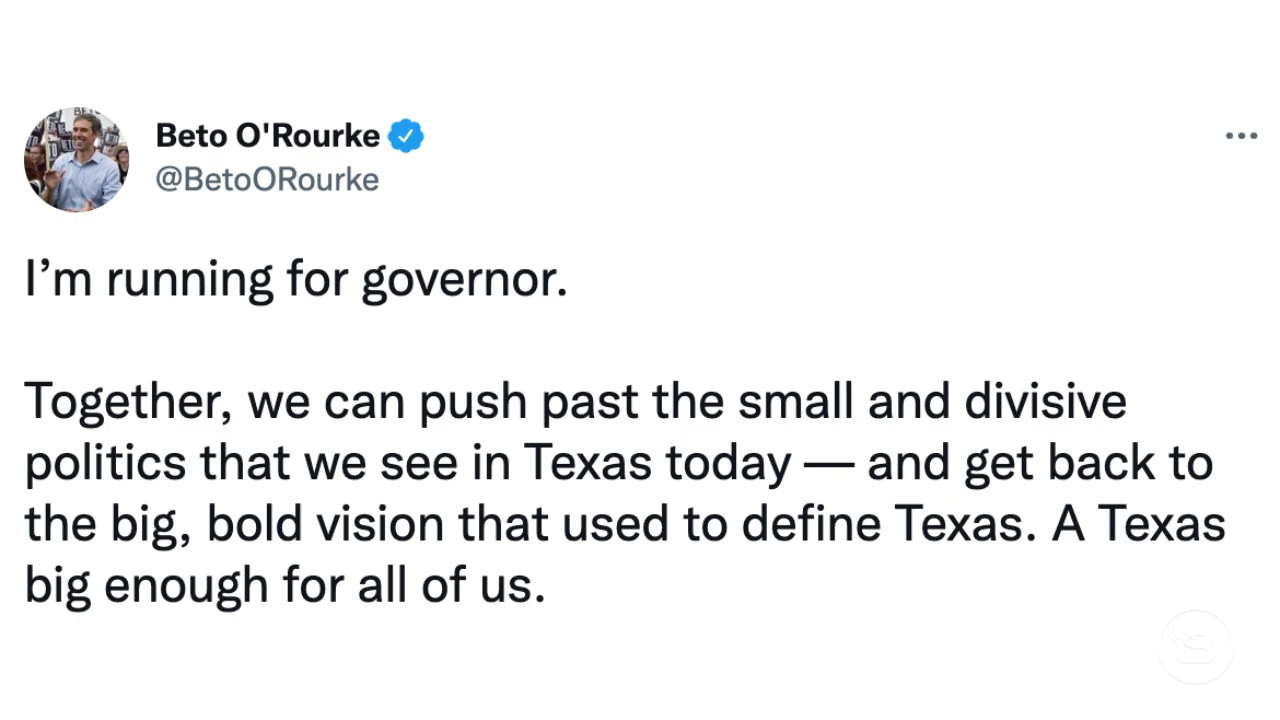 Beto O'Rourke
@BetoORourke
I’m running for governor.
Together, we can push past the small and divisive
politics that we see in Texas today — and get back to
the big, bold vision that used to define Texas. A Texas
big enough for all of us.